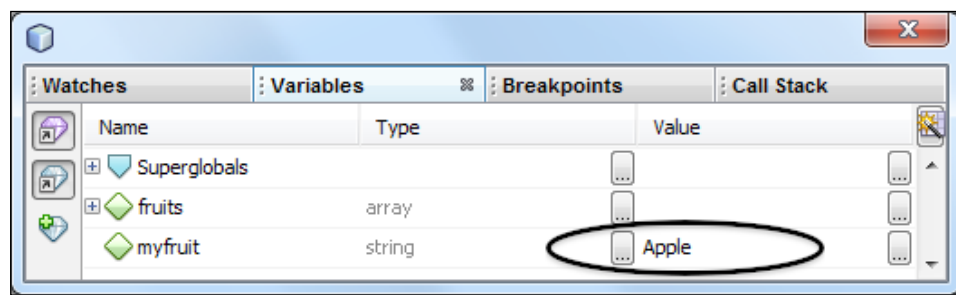 Watches Variables Breakpoints Call Stack
Name Type Value
Superglobals ... ...
fruits array ... ...
myfruit string ... Apple ...